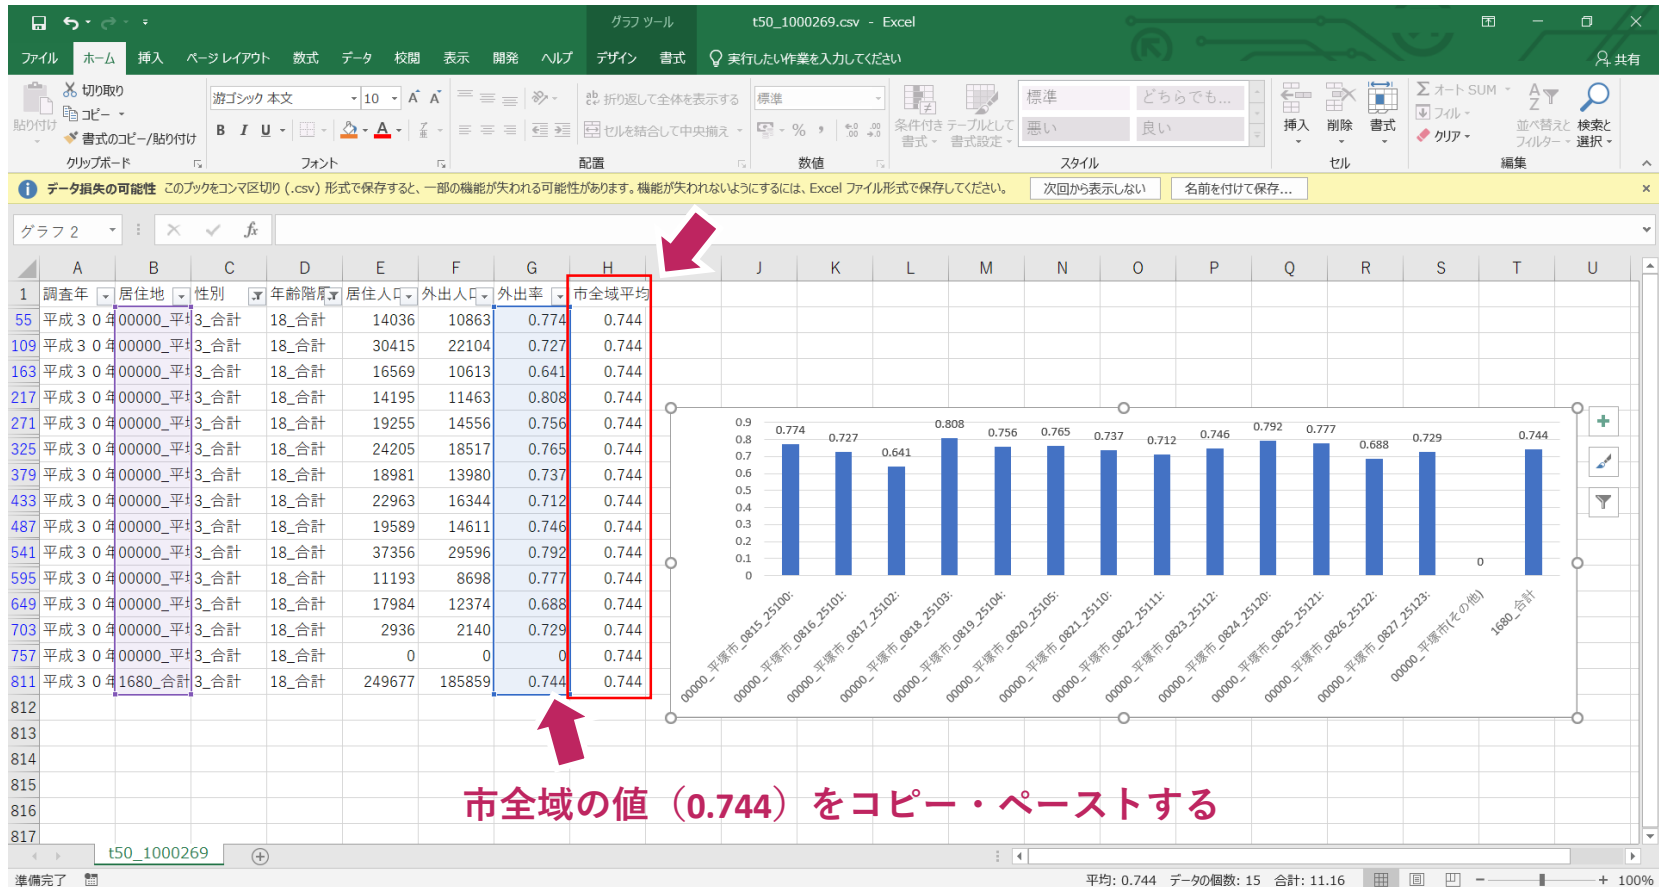 グラフ ツール
t50_1000269.csv - Excel
ファイル ホーム 挿入 ページ レイアウト 数式 データ 校閲 表示 開発 ヘルプ デザイン 書式 実行したい作業を入力してください 共有
切り取り
コピー
書式のコピー/貼り付け
貼り付け
クリップボード
游ゴシック 本文 10
B I U
フォント
折り返して全体を表示する
セルを結合して中央揃え
配置
標準
数値
条件付き書式
テーブルとして書式設定
標準 どちらでも...
悪い 良い
スタイル
挿入 削除 書式
セル
オート SUM
フィル
クリア
並べ替えと
フィルター
検索と
選択
編集
データ損失の可能性 このブックをコンマ区切り (.csv) 形式で保存すると、一部の機能が失われる可能性があります。機能が失われないようにするには、Excel ファイル形式で保存してください。 次回から表示しない 名前を付けて保存...
グラフ 2 fx
A B C D E F G H J K L M N O P Q R S T U
1 調査年 居住地 性別 年齢階層 居住人口 外出人口 外出率 市全域平均
55 平成３０年 00000_平塚 3_合計 18_合計 14036 10863 0.774 0.744
109 平成３０年 00000_平塚 3_合計 18_合計 30415 22104 0.727 0.744
163 平成３０年 00000_平塚 3_合計 18_合計 16569 10613 0.641 0.744
217 平成３０年 00000_平塚 3_合計 18_合計 14195 11463 0.808 0.744
271 平成３０年 00000_平塚 3_合計 18_合計 19255 14556 0.756 0.744
325 平成３０年 00000_平塚 3_合計 18_合計 24205 18517 0.765 0.744
379 平成３０年 00000_平塚 3_合計 18_合計 18981 13980 0.737 0.744
433 平成３０年 00000_平塚 3_合計 18_合計 22963 16344 0.712 0.744
487 平成３０年 00000_平塚 3_合計 18_合計 19589 14611 0.746 0.744
541 平成３０年 00000_平塚 3_合計 18_合計 37356 29596 0.792 0.744
595 平成３０年 00000_平塚 3_合計 18_合計 11193 8698 0.777 0.744
649 平成３０年 00000_平塚 3_合計 18_合計 17984 12374 0.688 0.744
703 平成３０年 00000_平塚 3_合計 18_合計 2936 2140 0.729 0.744
757 平成３０年 00000_平塚 3_合計 18_合計 0 0 0 0.744
811 平成３０年 1680_合計 3_合計 18_合計 249677 185859 0.744 0.744
812
813
814
815
816
817
0.9
0.8
0.7
0.6
0.5
0.4
0.3
0.2
0.1
0
0.774 0.727 0.641 0.808 0.756 0.765 0.737 0.712 0.746 0.792 0.777 0.688 0.729 0 0.744
00000_平塚市_0815_25100:
00000_平塚市_0816_25101:
00000_平塚市_0817_25102:
00000_平塚市_0818_25103:
00000_平塚市_0819_25104:
00000_平塚市_0820_25105:
00000_平塚市_0821_25110:
00000_平塚市_0822_25111:
00000_平塚市_0823_25112:
00000_平塚市_0824_25120:
00000_平塚市_0825_25121:
00000_平塚市_0826_25122:
00000_平塚市_0827_25123:
00000_平塚市(その他)
1680_合計
市全域の値（0.744）をコピー・ペーストする
t50_1000269
準備完了 平均: 0.744 データの個数: 15 合計: 11.16 100%